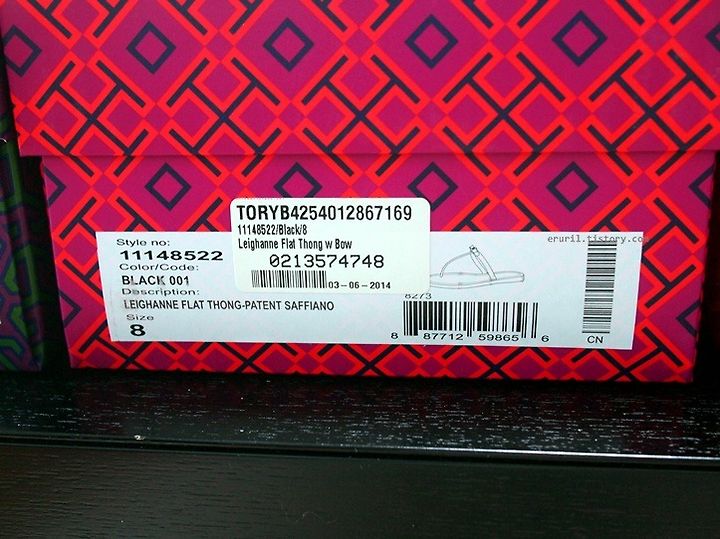 TORYB4254012867169
11148522/Black/8
Leighanne Flat Thong w Bow
0213574748
03-06-2014
eruril.tistory.com
Style no:
11148522
Color/Code:
BLACK 001
Description:
LEIGHANNE FLAT THONG-PATENT SAFFIANO
Size
8
8273
8 87712 59865 6
CN